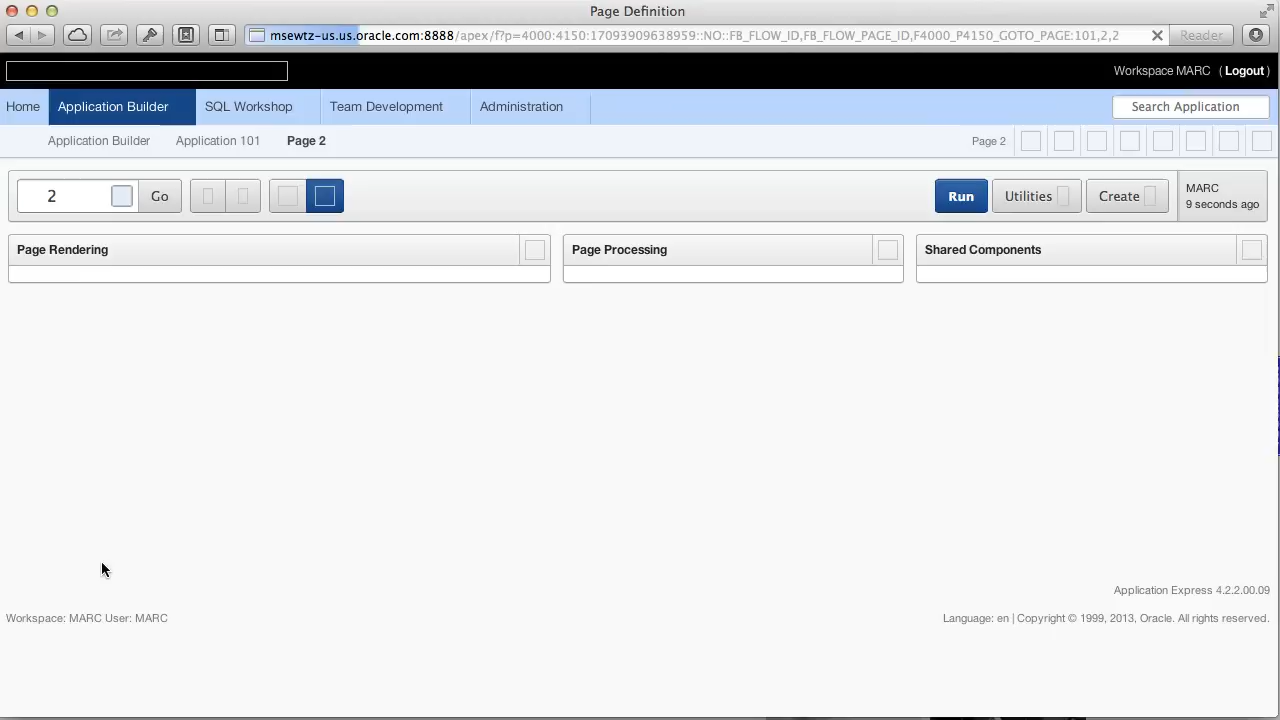 Page Definition
msewtz-us.us.oracle.com:8888/apex/f?p=4000:4150:17093909638959::NO::FB_FLOW_ID,FB_FLOW_PAGE_ID,F4000_P4150_GOTO_PAGE:101,2,2
Reader
Workspace MARC (Logout)
Home Application Builder SQL Workshop Team Development Administration Search Application
Application Builder Application 101 Page 2 Page 2
2 Go Run Utilities Create MARC
9 seconds ago
Page Rendering Page Processing Shared Components
Application Express 4.2.2.00.09
Workspace: MARC User: MARC Language: en | Copyright © 1999, 2013, Oracle. All rights reserved.